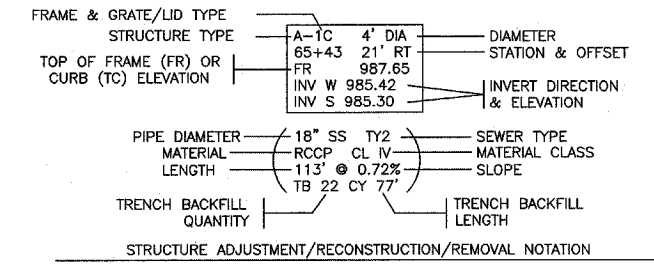 FRAME & GRATE/LID TYPE
STRUCTURE TYPE A-1C 4' DIA DIAMETER
65+43 21' RT STATION & OFFSET
TOP OF FRAME (FR) OR
CURB (TC) ELEVATION
FR 987.65
INV W 985.42
INV S 985.30
INVERT DIRECTION
& ELEVATION
PIPE DIAMETER 18" SS TY2 SEWER TYPE
MATERIAL RCCP CL IV MATERIAL CLASS
LENGTH 113' @ 0.72% SLOPE
TB 22 CY 77'
TRENCH BACKFILL
QUANTITY
TRENCH BACKFILL
LENGTH
STRUCTURE ADJUSTMENT/RECONSTRUCTION/REMOVAL NOTATION